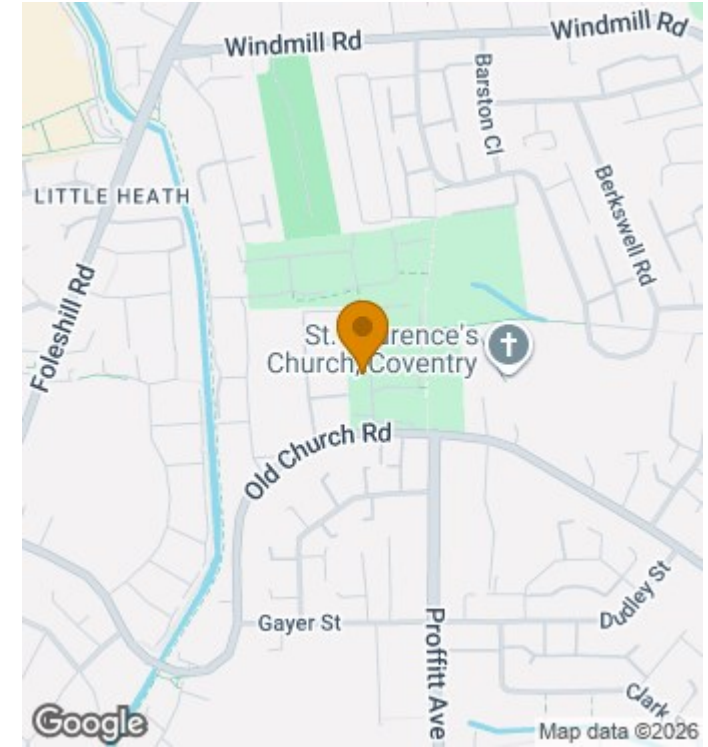 Windmill Rd
Windmill Rd
Barston Cl
LITTLE HEATH
Berkswell Rd
Foleshill Rd
St.
rence's
Church, Coventry
Old Church Rd
Gayer St
Dudley St
Proffitt Ave
Clark
Google
Map data ©2026